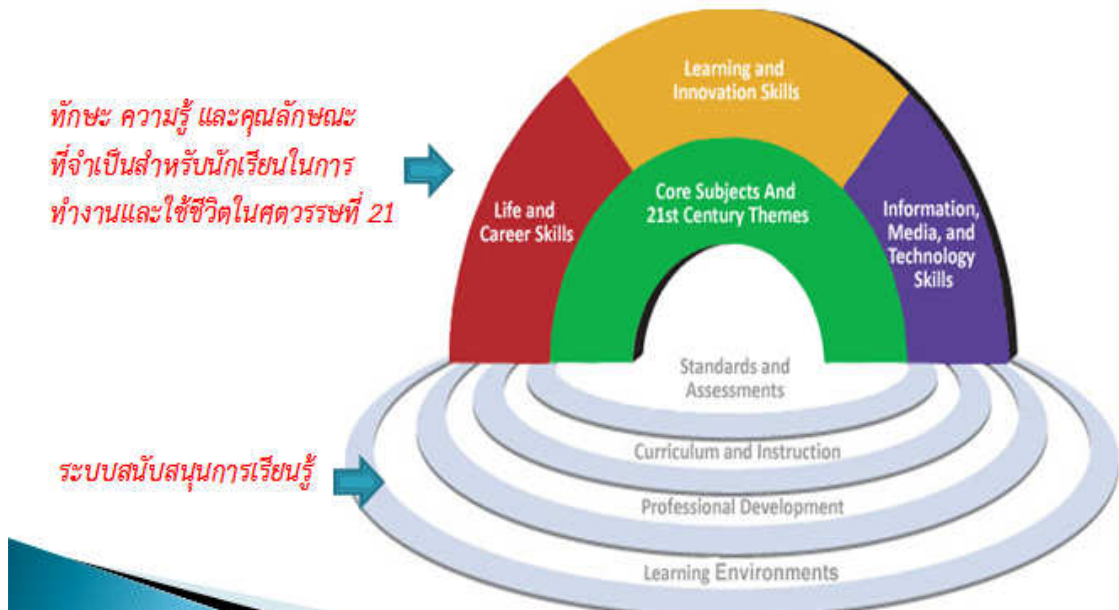 Learning and
Innovation Skills
ทักษะ ความรู้ และคุณลักษณะ
ที่จำเป็นสำหรับนักเรียนในการ
ทำงานและใช้ชีวิตในศตวรรษที่ 21
Life and
Career Skills
Core Subjects And
21st Century Themes
Information,
Media, and
Technology
Skills
Standards and
Assessments
Curriculum and Instruction
ระบบสนับสนุนการเรียนรู้
Professional Development
Learning Environments